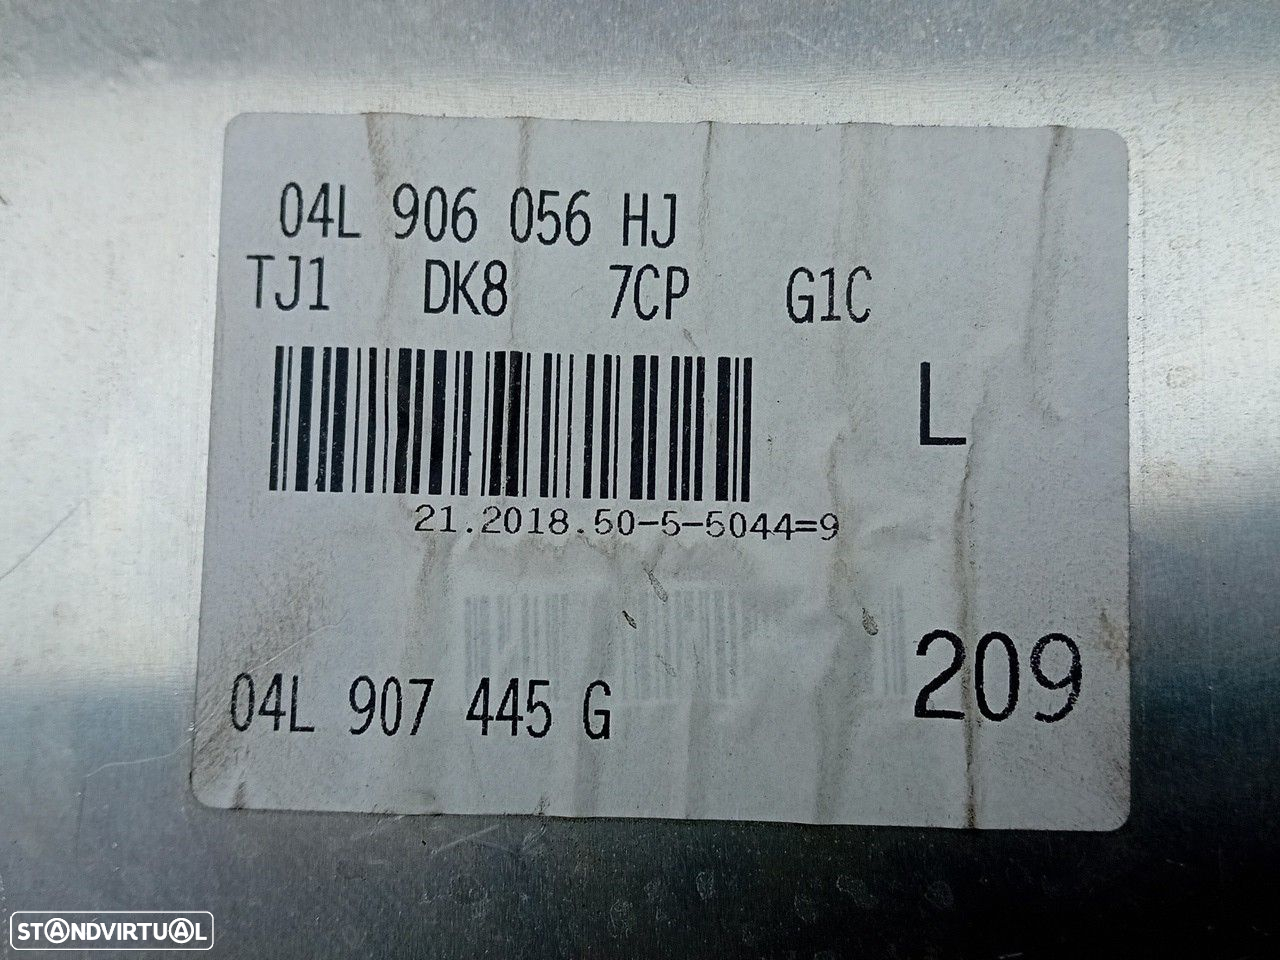 04L 906 056 HJ
TJ1 DK8 7CP G1C
L
21.2018.50-5-5044=9
209
04L 907 445 G
STANDVIRTUAL